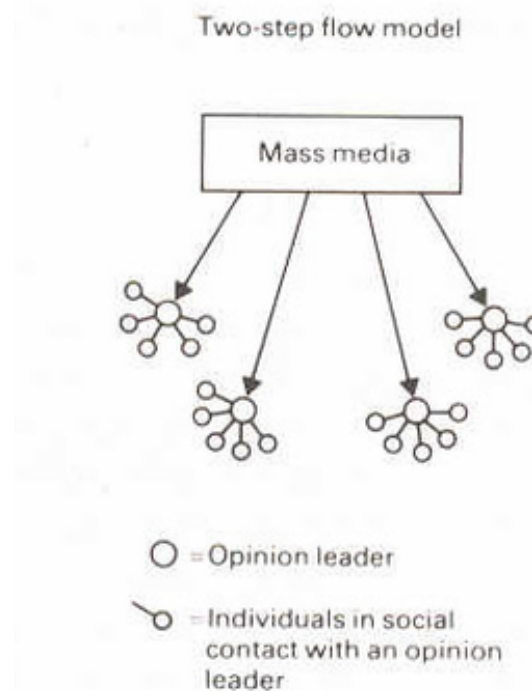 Two-step flow model
Mass media
=Opinion leader
=Individuals in social
contact with an opinion
leader